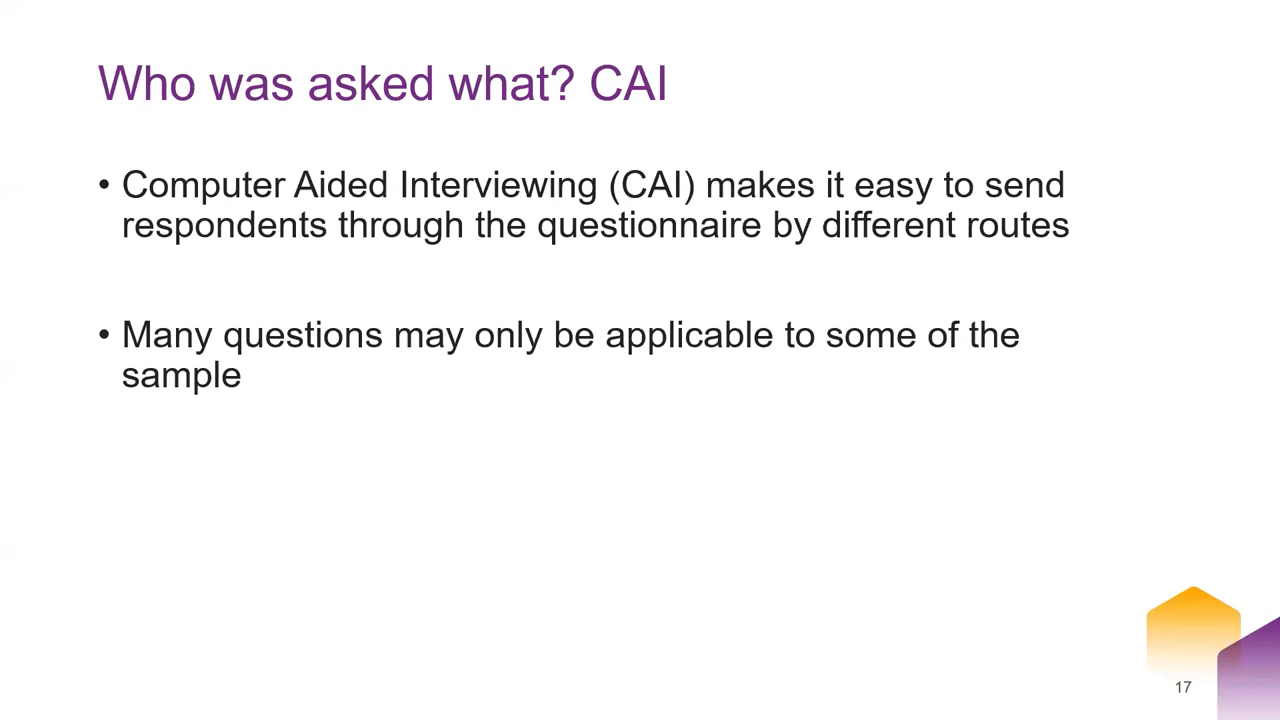 Who was asked what? CAI
• Computer Aided Interviewing (CAI) makes it easy to send
respondents through the questionnaire by different routes
• Many questions may only be applicable to some of the
sample
17